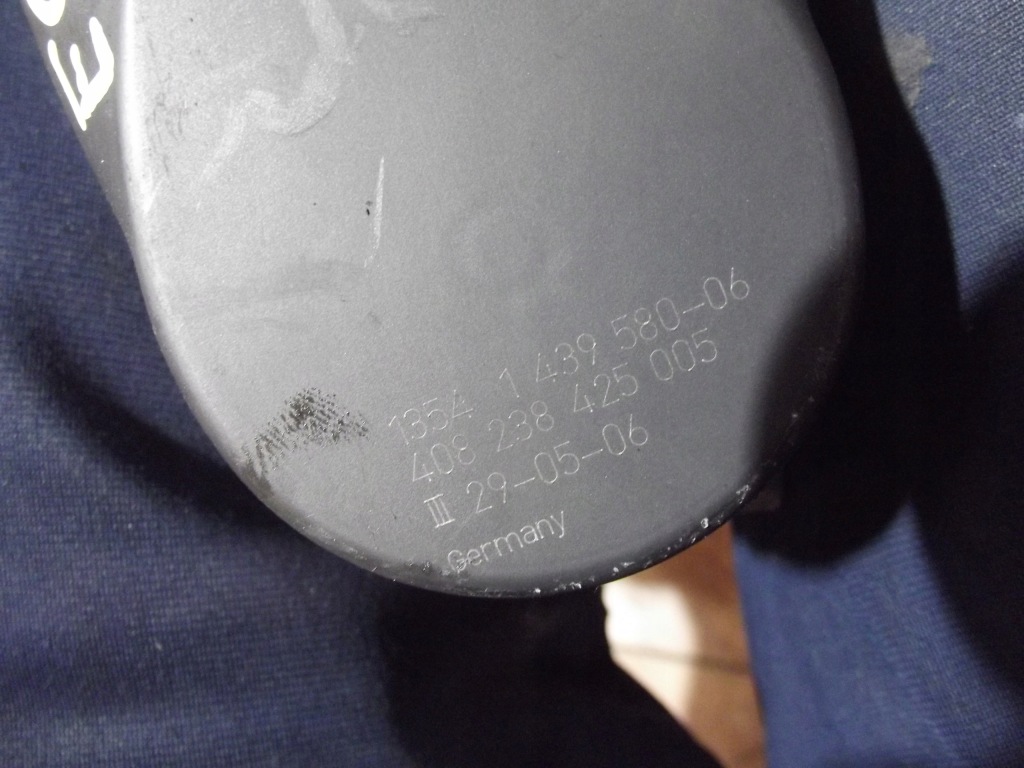 1354 1 439 580-06
408 238 425 005
III 29-05-06
Germany